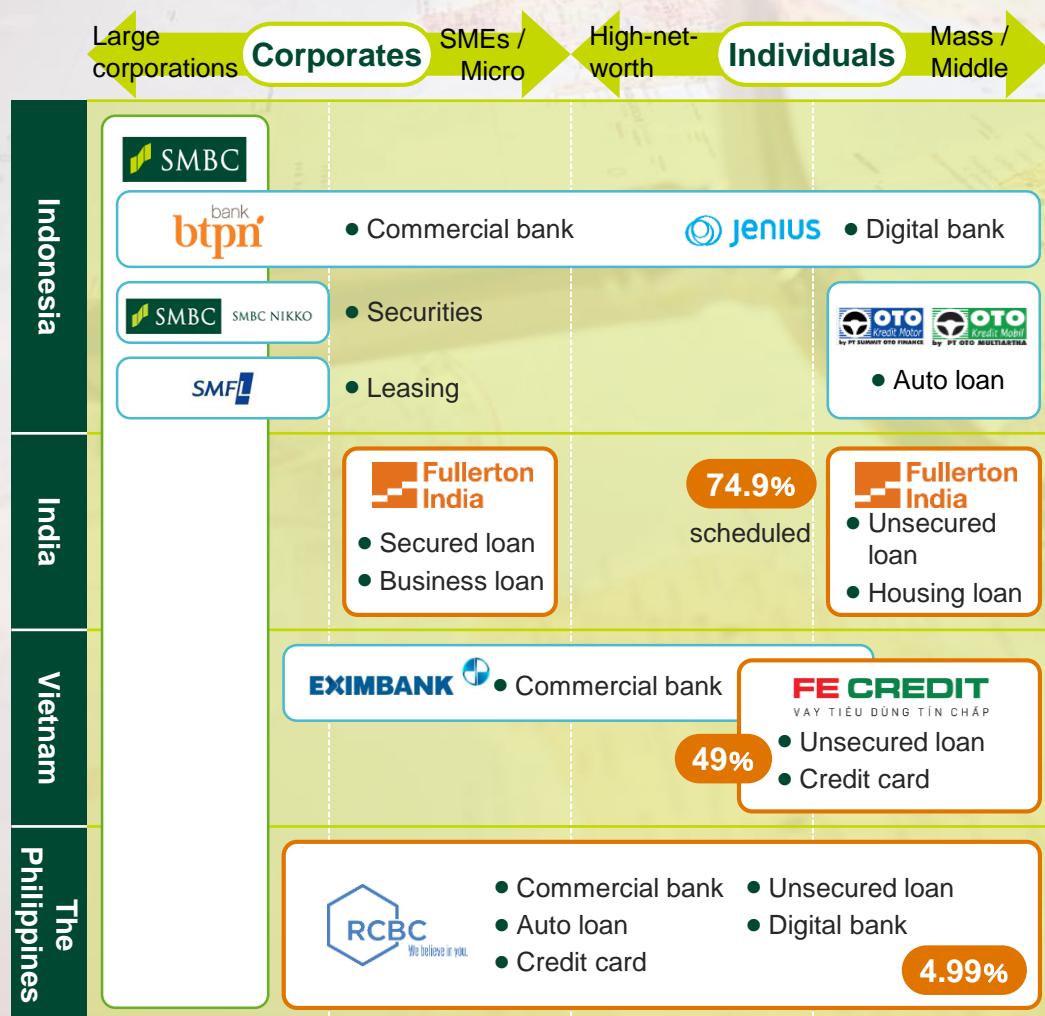 Large corporations
Corporates
SMEs / Micro
High-net-worth
Individuals
Mass / Middle
Indonesia
SMBC
bank
btpn
• Commercial bank
Jenius
• Digital bank
SMBC SMBC NIKKO
• Securities
SMFL
• Leasing
OTO
Kredit Motor
by PT SUMMIT OTO FINANCE
OTO
Kredit Mobil
by PT OTO MULTIARTHA
• Auto loan
India
Fullerton
India
• Secured loan
• Business loan
74.9%
scheduled
Fullerton
India
• Unsecured
loan
• Housing loan
Vietnam
EXIMBANK
• Commercial bank
FE CREDIT
VAY TIÊU DÙNG TÍN CHẤP
49%
• Unsecured loan
• Credit card
The
Philippines
RCBC
We believe in you.
• Commercial bank
• Auto loan
• Credit card
• Unsecured loan
• Digital bank
4.99%